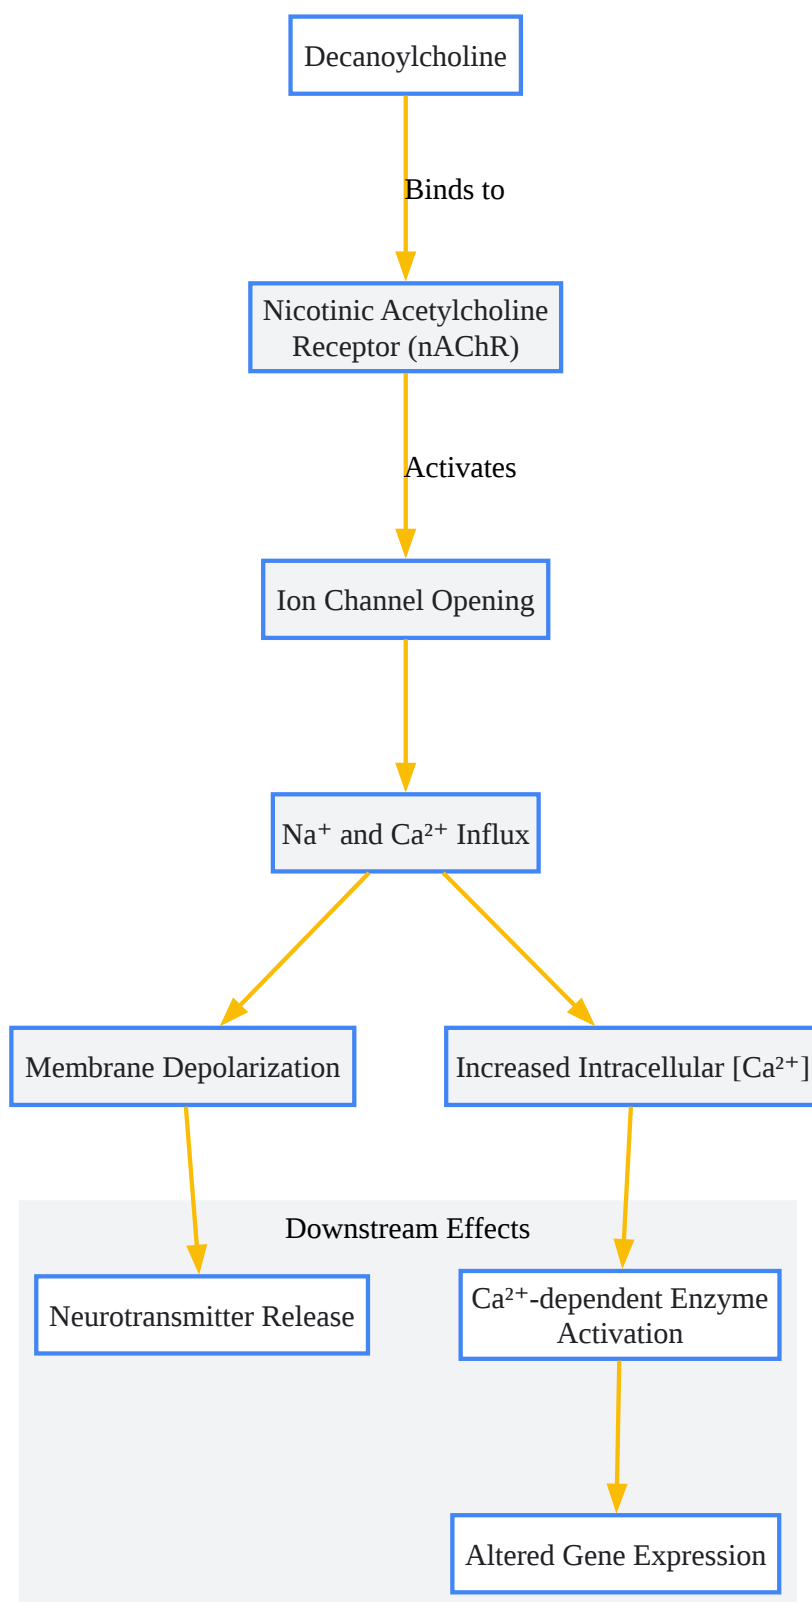 Decanoylcholine
Binds to
Nicotinic Acetylcholine
Receptor (nAChR)
Activates
Ion Channel Opening
Na⁺ and Ca²⁺ Influx
Membrane Depolarization
Increased Intracellular [Ca²⁺]
Downstream Effects
Neurotransmitter Release
Ca²⁺-dependent Enzyme
Activation
Altered Gene Expression